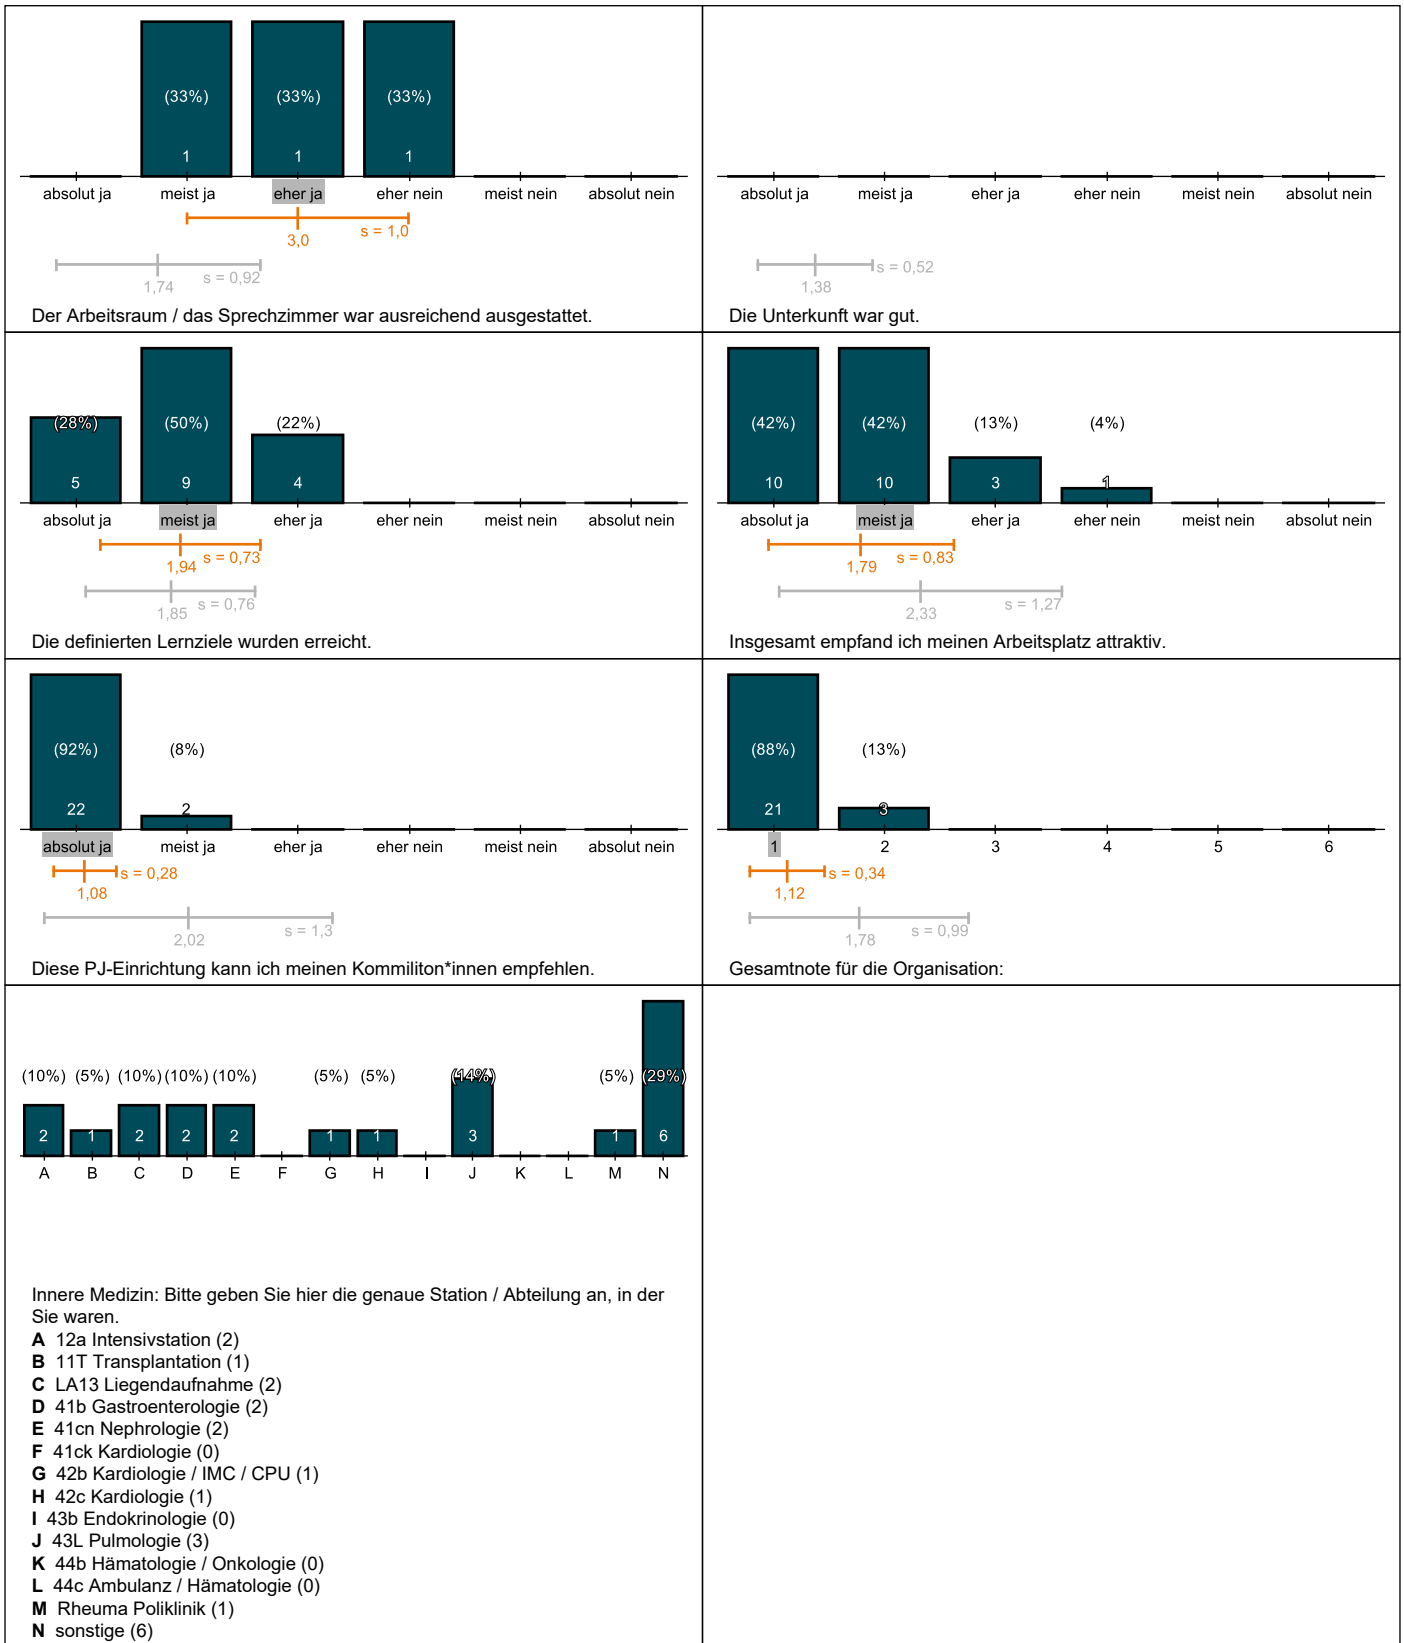 (33%) (33%) (33%)
1 1 1
absolut ja meist ja eher ja eher nein meist nein absolut nein
s = 1,0
3,0
s = 0,92
1,74
Der Arbeitsraum / das Sprechzimmer war ausreichend ausgestattet.
absolut ja meist ja eher ja eher nein meist nein absolut nein
s = 0,52
1,38
Die Unterkunft war gut.
(28%) (50%) (22%)
5 9 4
absolut ja meist ja eher ja eher nein meist nein absolut nein
s = 0,73
1,94
s = 0,76
1,85
Die definierten Lernziele wurden erreicht.
(42%) (42%) (13%) (4%)
10 10 3 1
absolut ja meist ja eher ja eher nein meist nein absolut nein
s = 0,83
1,79
s = 1,27
2,33
Insgesamt empfand ich meinen Arbeitsplatz attraktiv.
(92%) (8%)
22 2
absolut ja meist ja eher ja eher nein meist nein absolut nein
s = 0,28
1,08
s = 1,3
2,02
Diese PJ-Einrichtung kann ich meinen Kommiliton*innen empfehlen.
(88%) (13%)
21 3
1 2 3 4 5 6
s = 0,34
1,12
s = 0,99
1,78
Gesamtnote für die Organisation:
(10%) (5%) (10%) (10%) (10%) (5%) (5%) (14%) (5%) (29%)
2 1 2 2 2 1 1 3 1 6
A B C D E F G H I J K L M N
Innere Medizin: Bitte geben Sie hier die genaue Station / Abteilung an, in der
Sie waren.
A 12a Intensivstation (2)
B 11T Transplantation (1)
C LA13 Liegendaufnahme (2)
D 41b Gastroenterologie (2)
E 41cn Nephrologie (2)
F 41ck Kardiologie (0)
G 42b Kardiologie / IMC / CPU (1)
H 42c Kardiologie (1)
I 43b Endokrinologie (0)
J 43L Pulmologie (3)
K 44b Hämatologie / Onkologie (0)
L 44c Ambulanz / Hämatologie (0)
M Rheuma Poliklinik (1)
N sonstige (6)